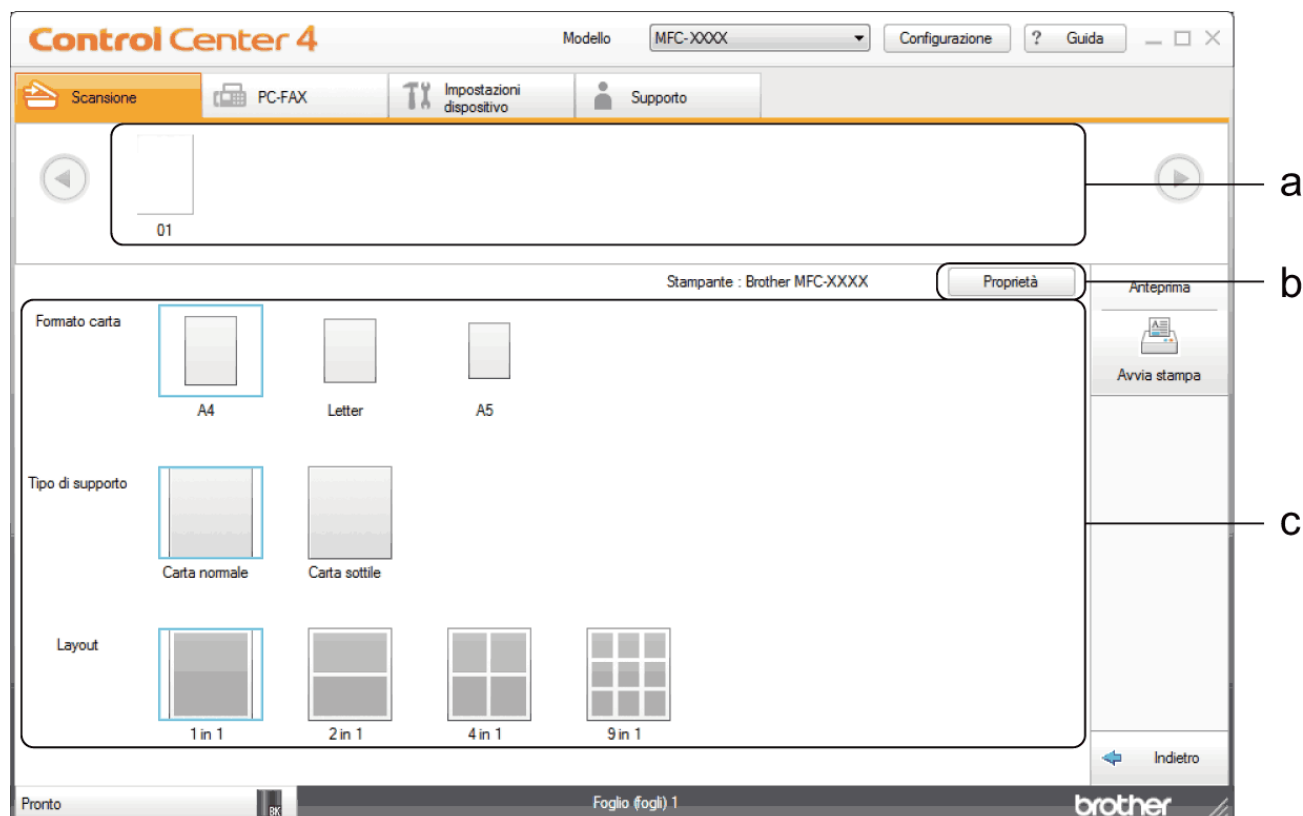 Control Center 4
Modello MFC-XXXX Configurazione ? Guida
Scansione PC-FAX Impostazioni dispositivo Supporto
01
a
Stampante : Brother MFC-XXXX Proprietà
b
Anteprima
Formato carta
A4 Letter A5
Avvia stampa
Tipo di supporto
c
Carta normale Carta sottile
Layout
1 in 1 2 in 1 4 in 1 9 in 1
Indietro
Pronto BK Foglio (fogli) 1 brother